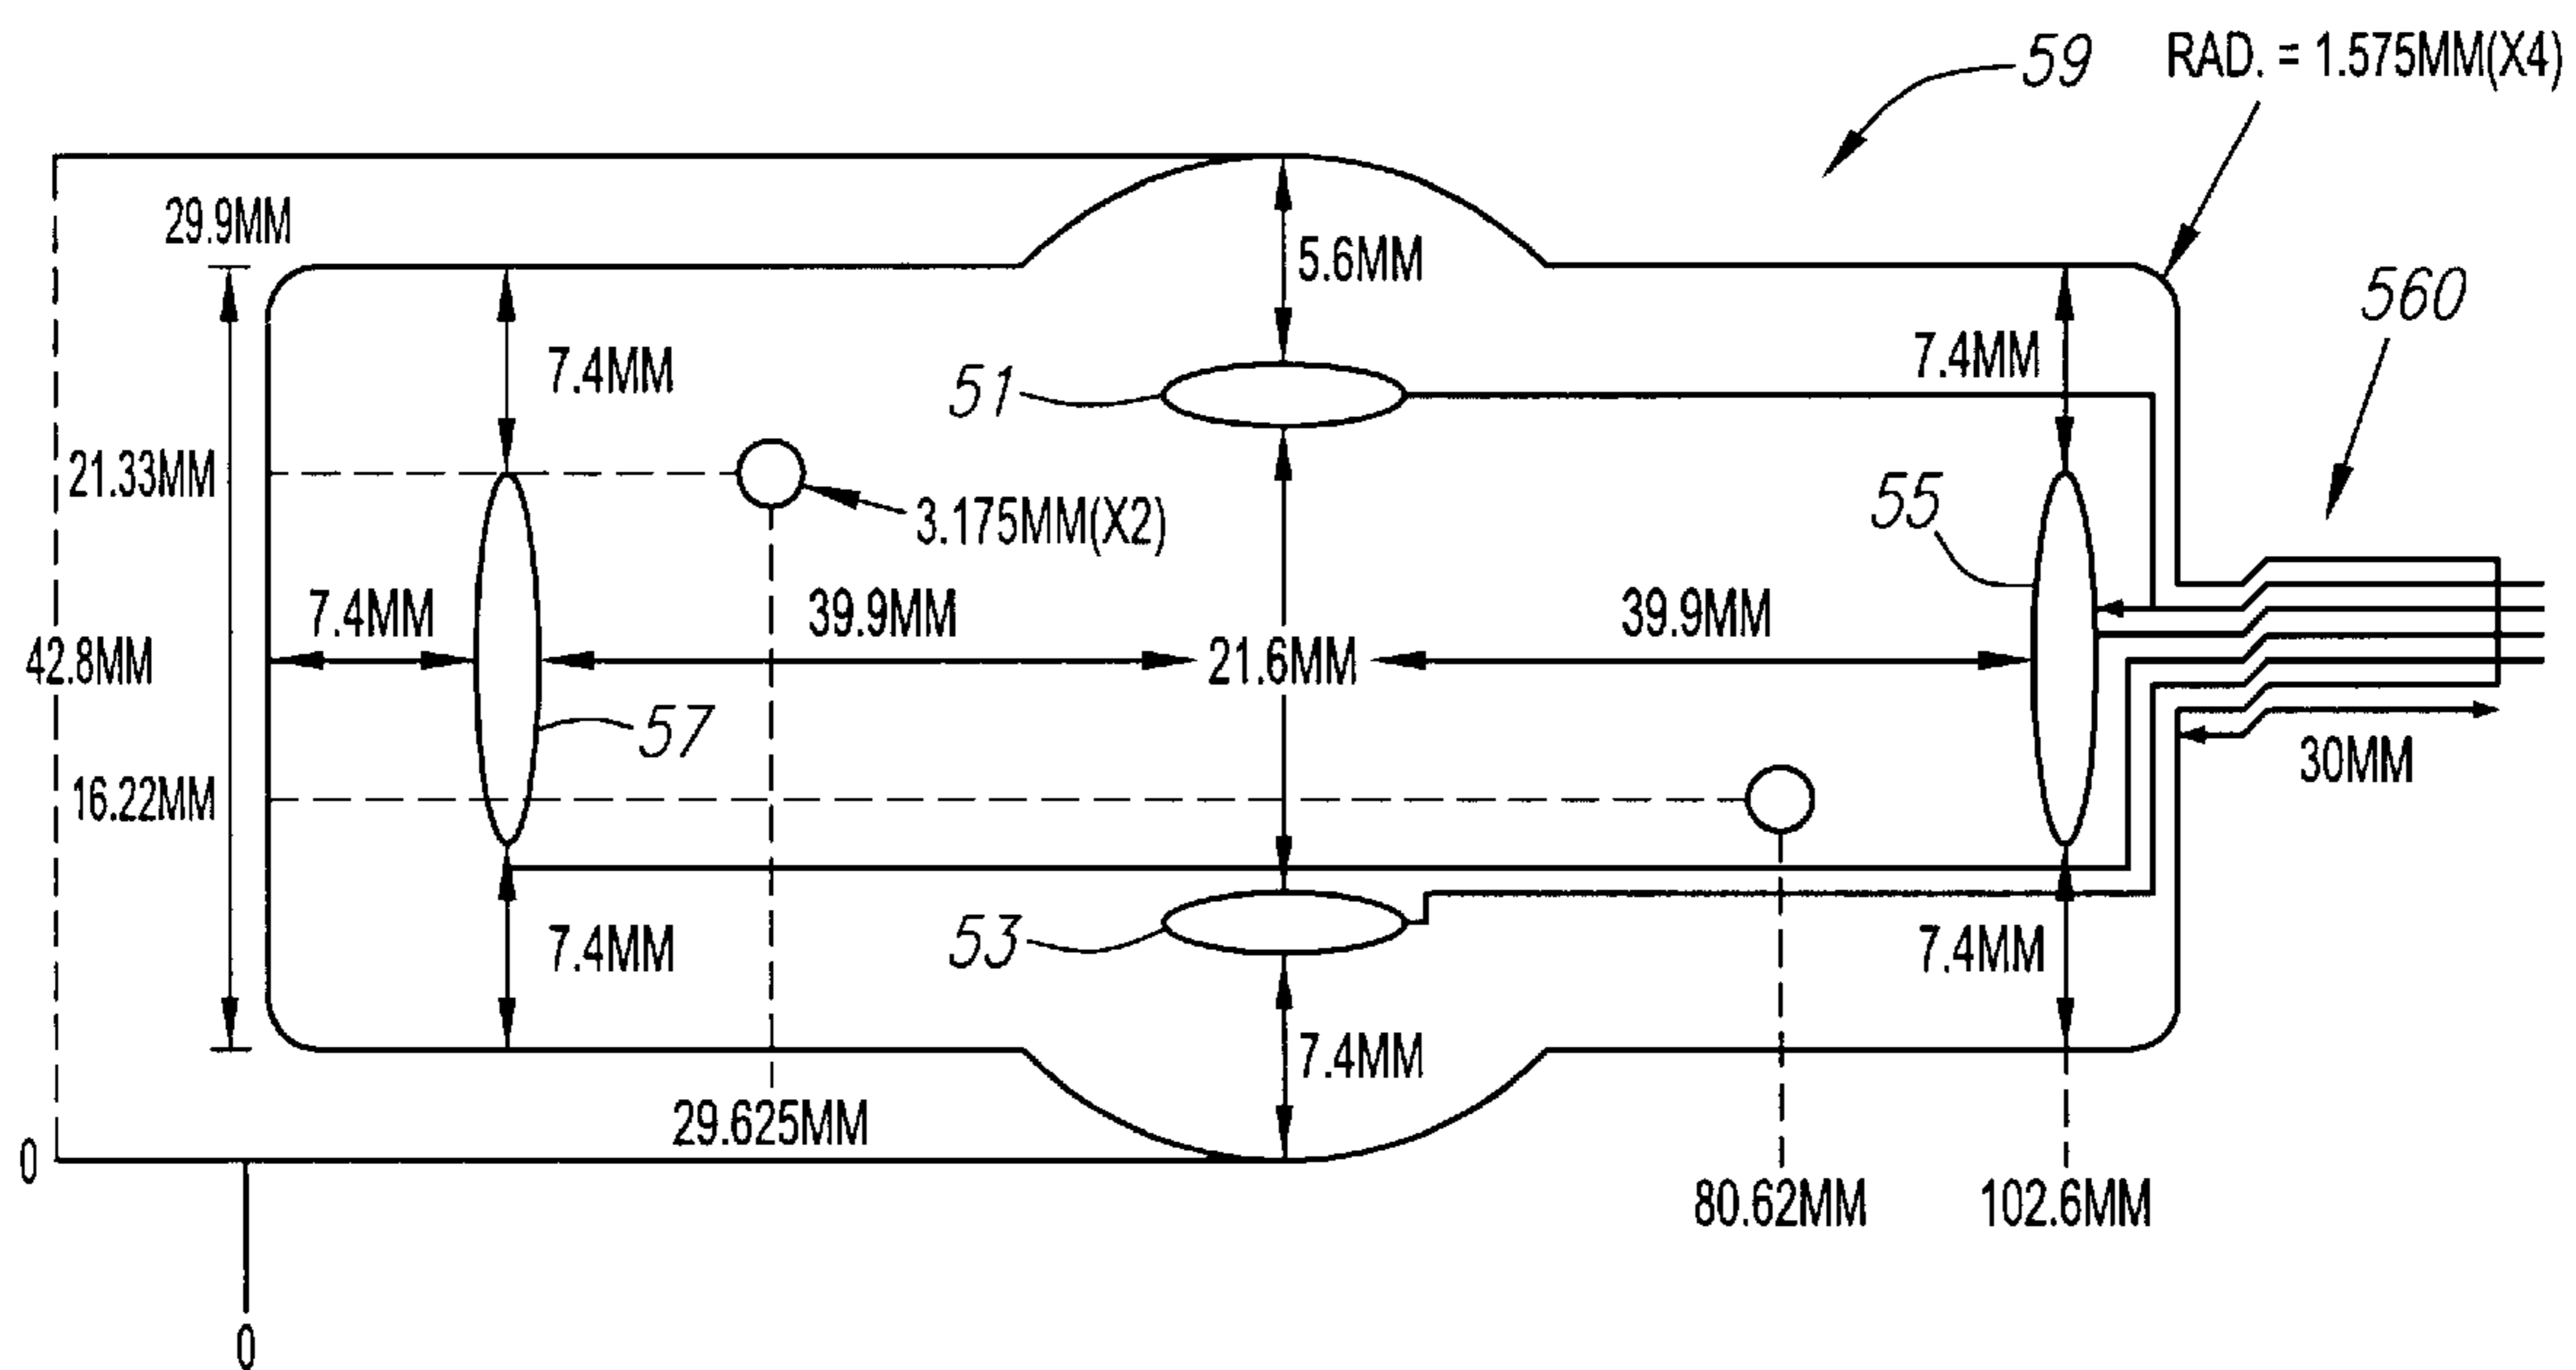 59
RAD. = 1.575MM(X4)
29.9MM
5.6MM
560
7.4MM
7.4MM
51
21.33MM
3.175MM(X2)
55
7.4MM
39.9MM
39.9MM
42.8MM
21.6MM
57
16.22MM
30MM
53
7.4MM
7.4MM
7.4MM
29.625MM
0
80.62MM
102.6MM
0